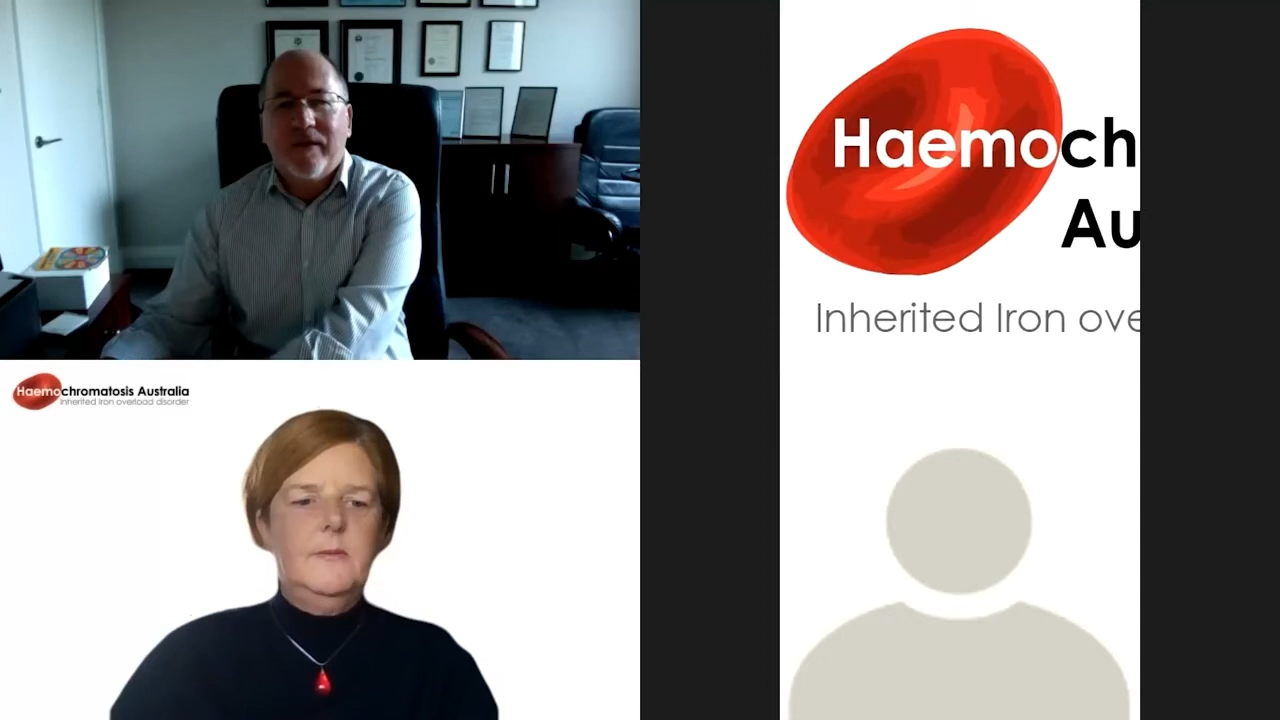 Haemochromatosis Australia
Inherited Iron overload disorder
Haemoch
Au
Inherited Iron ove